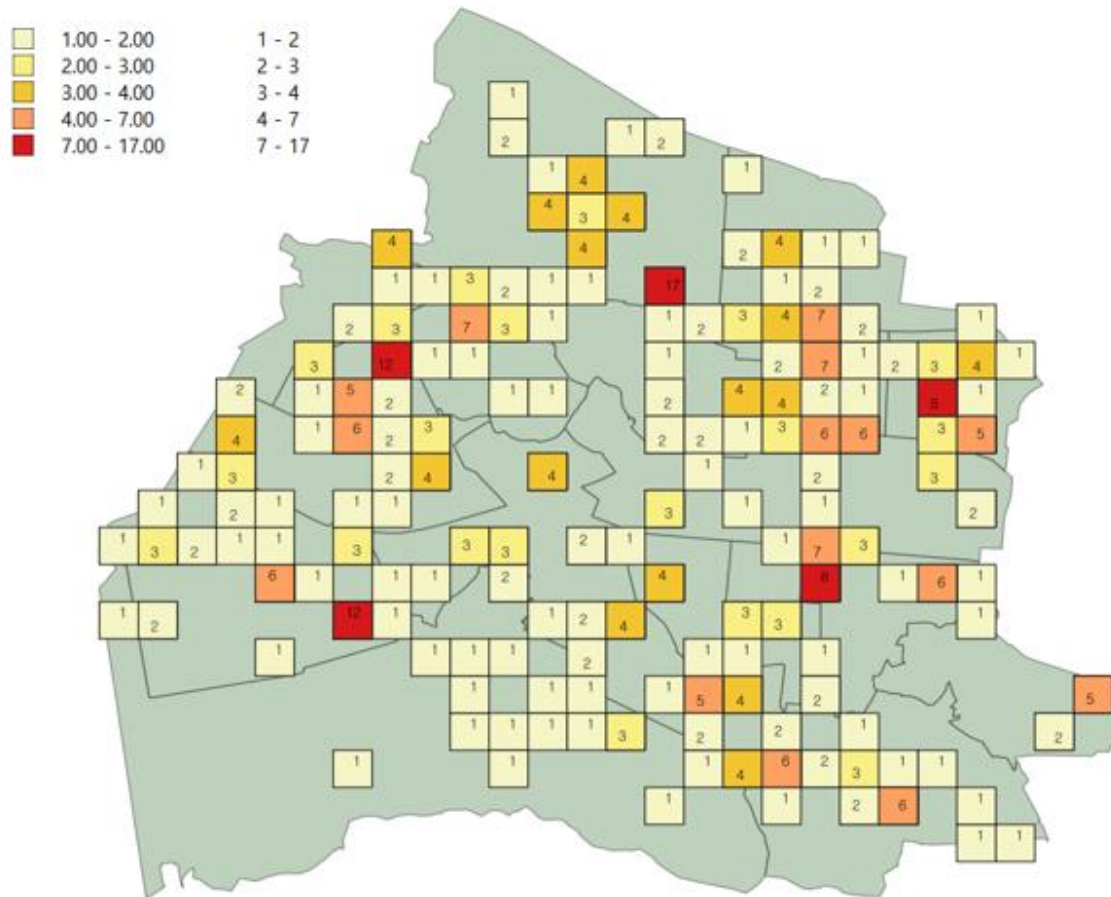 1.00 - 2.00 1 - 2
2.00 - 3.00 2 - 3
3.00 - 4.00 3 - 4
4.00 - 7.00 4 - 7
7.00 - 17.00 7 - 17
1
2 1 2
1 4 1
4 3 4
4 4 2 4 1 1
1 1 3 2 1 1 17 1 2
2 3 7 3 1 1 2 3 4 7 2 1
3 12 1 1 1 2 7 1 2 3 4 1
2 1 5 2 1 1 2 4 4 2 1 8 1
4 1 6 2 3 2 2 1 3 6 6 3 5
1 3 2 4 4 1 2 3
1 2 1 1 1 3 1 1 2
1 3 2 1 1 3 3 3 2 1 1 7 3
6 1 1 1 2 4 8 1 6 1
1 2 12 1 1 2 4 3 3 1
1 1 1 1 2 1 1 1
1 1 1 1 5 4 2 5
1 1 1 1 3 2 2 1 2
1 1 1 4 6 2 3 1 1
1 1 2 6 1
1 1